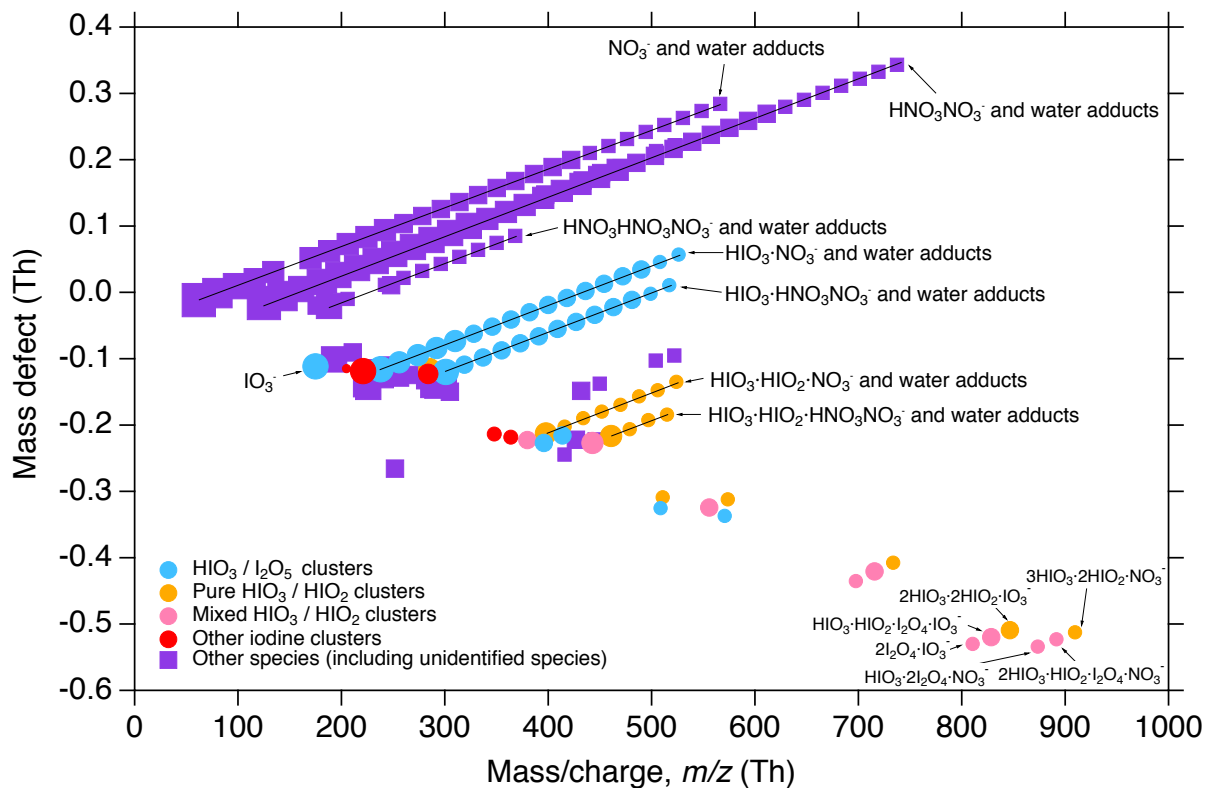 0.4
0.3
0.2
0.1
0.0
-0.1
-0.2
-0.3
-0.4
-0.5
-0.6
Mass defect (Th)
NO₃⁻ and water adducts
HNO₃NO₃⁻ and water adducts
HNO₃HNO₃NO₃⁻ and water adducts
HIO₃·NO₃⁻ and water adducts
HIO₃·HNO₃NO₃⁻ and water adducts
IO₃⁻
HIO₃·HIO₂·NO₃⁻ and water adducts
HIO₃·HIO₂·HNO₃NO₃⁻ and water adducts
HIO₃ / I₂O₅ clusters
Pure HIO₃ / HIO₂ clusters
Mixed HIO₃ / HIO₂ clusters
Other iodine clusters
Other species (including unidentified species)
3HIO₃·2HIO₂·NO₃⁻
2HIO₃·2HIO₂·IO₃⁻
HIO₃·HIO₂·I₂O₄·IO₃⁻
2I₂O₄·IO₃⁻
HIO₃·2I₂O₄·NO₃⁻
2HIO₃·HIO₂·I₂O₄·NO₃⁻
0 100 200 300 400 500 600 700 800 900 1000
Mass/charge, m/z (Th)